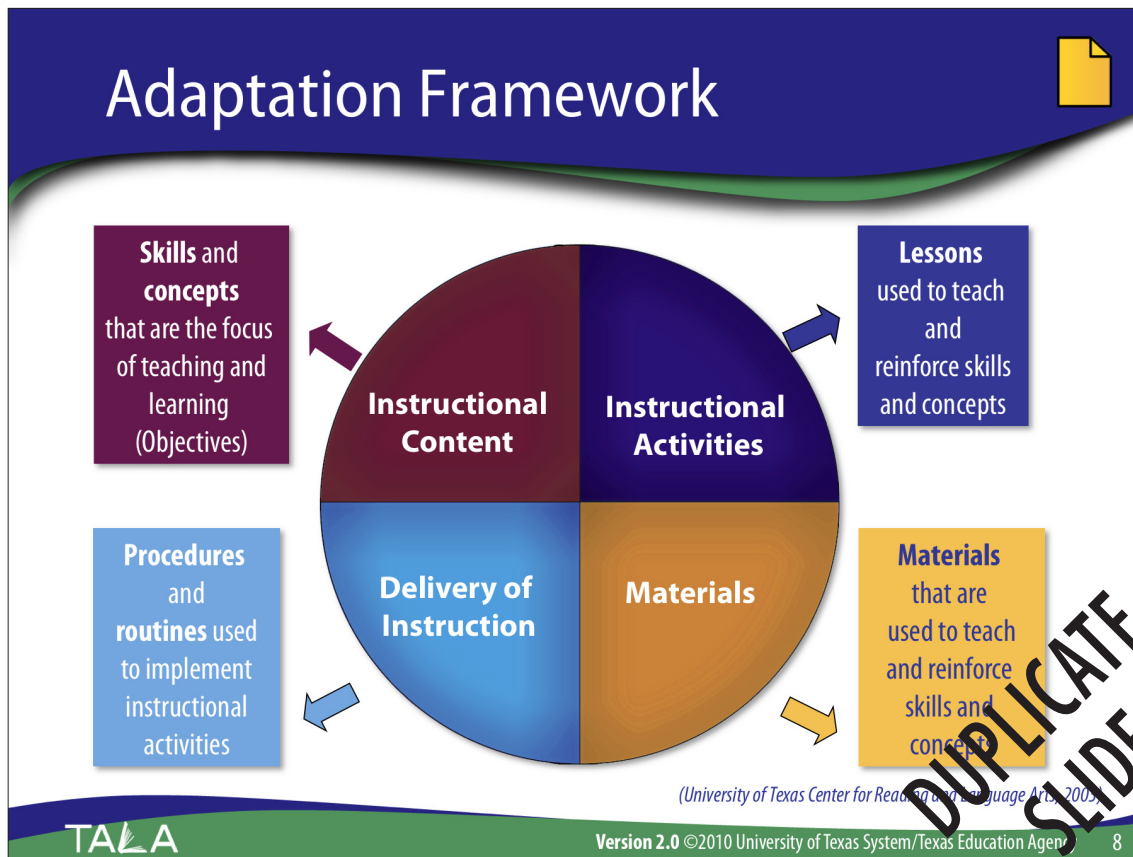 Adaptation Framework
Skills and
concepts
that are the focus
of teaching and
learning
(Objectives)
Lessons
used to teach
and
reinforce skills
and concepts
Instructional
Content
Instructional
Activities
Delivery of
Instruction
Materials
Procedures
and
routines used
to implement
instructional
activities
Materials
that are
used to teach
and reinforce
skills and
concepts
DUPLICATE
SLIDE
(University of Texas Center for Reading and Language Arts, 2003)
TALA
Version 2.0 ©2010 University of Texas System/Texas Education Agency
8